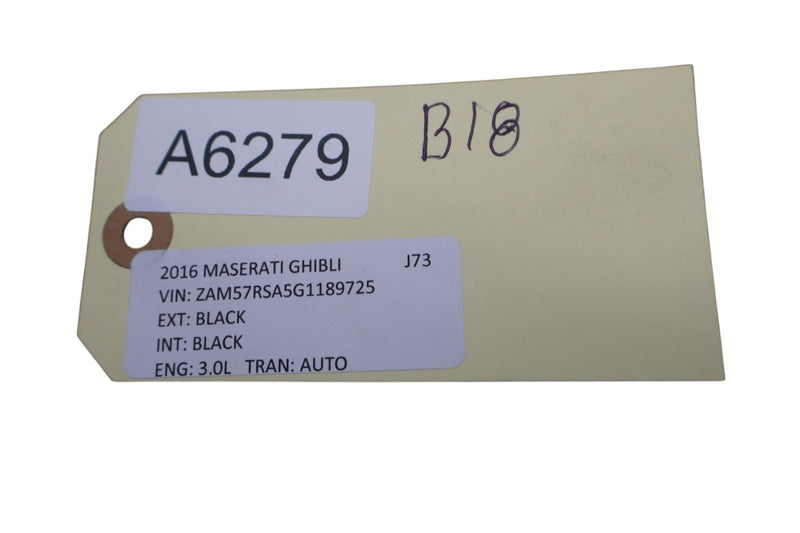 A6279
B18
2016 MASERATI GHIBLI J73
VIN: ZAM57RSA5G1189725
EXT: BLACK
INT: BLACK
ENG: 3.0L TRAN: AUTO